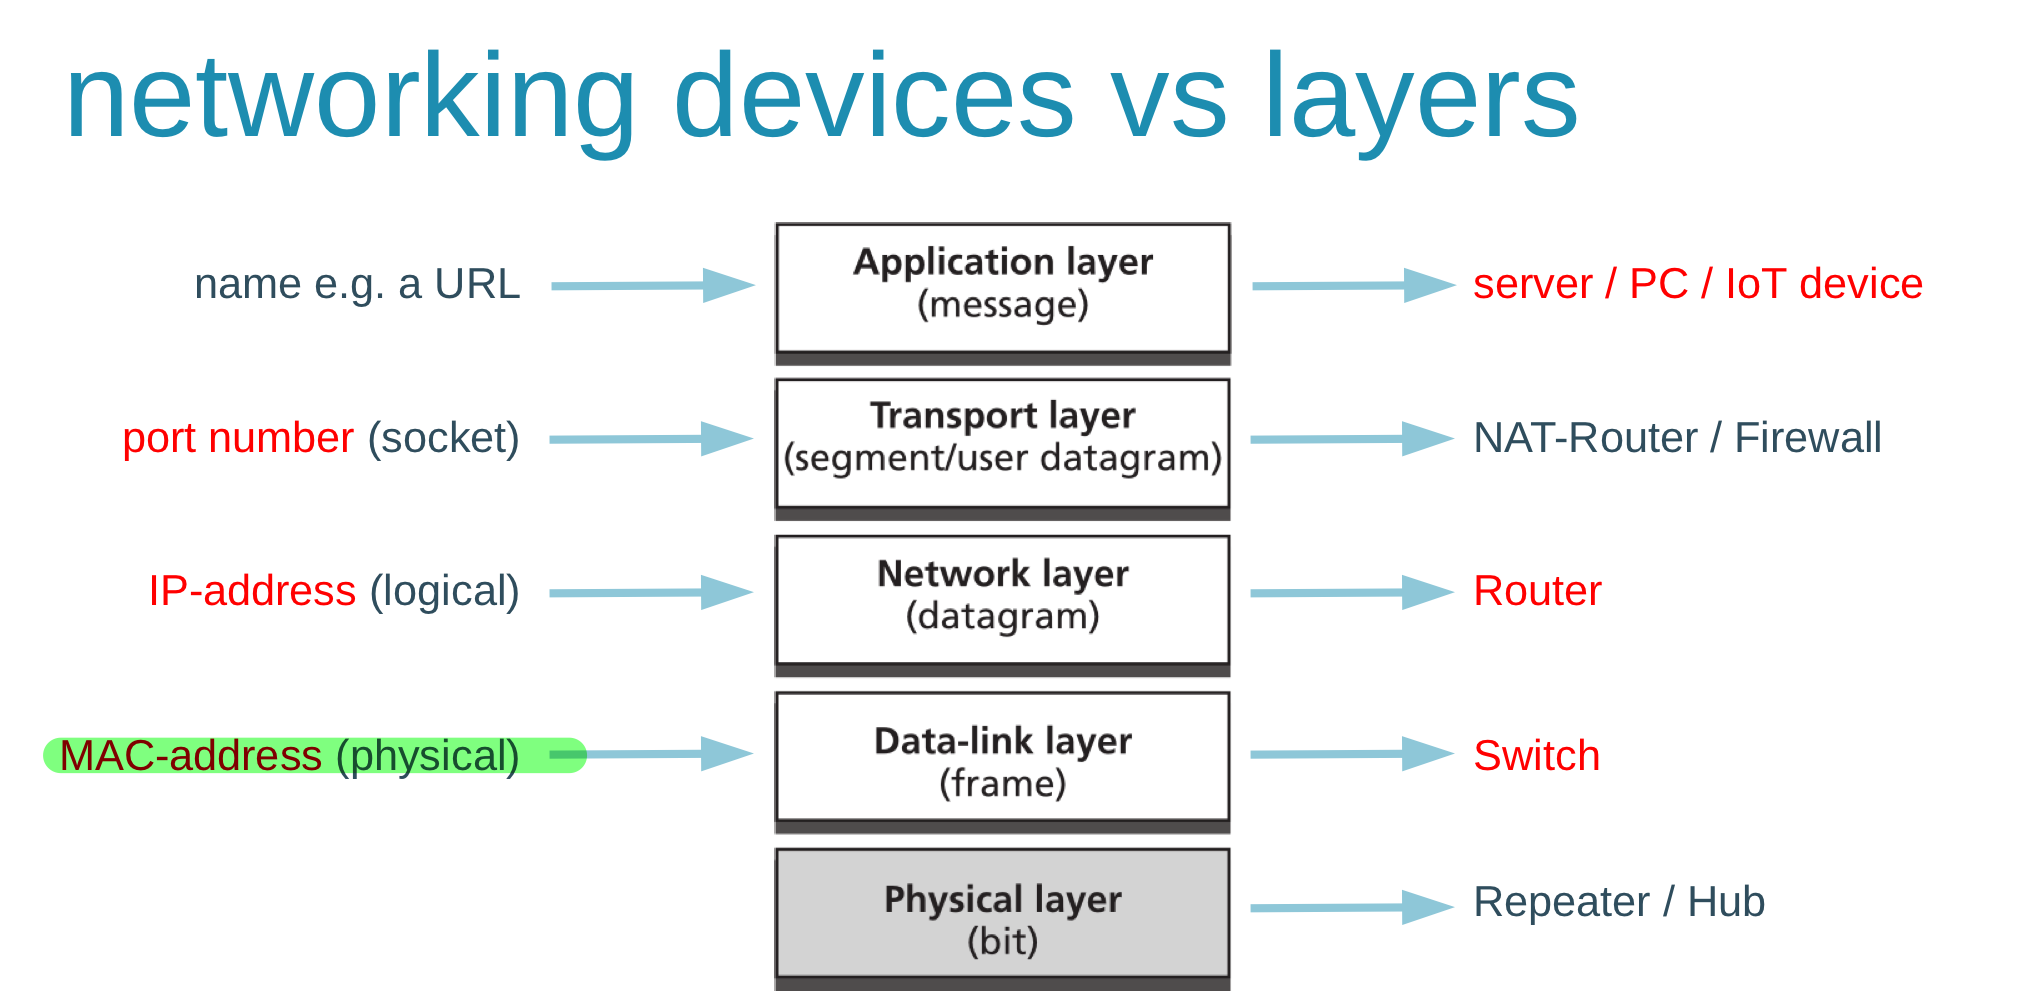 networking devices vs layers
name e.g. a URL
Application layer
(message)
server / PC / IoT device
port number (socket)
Transport layer
(segment/user datagram)
NAT-Router / Firewall
IP-address (logical)
Network layer
(datagram)
Router
MAC-address (physical)
Data-link layer
(frame)
Switch
Physical layer
(bit)
Repeater / Hub